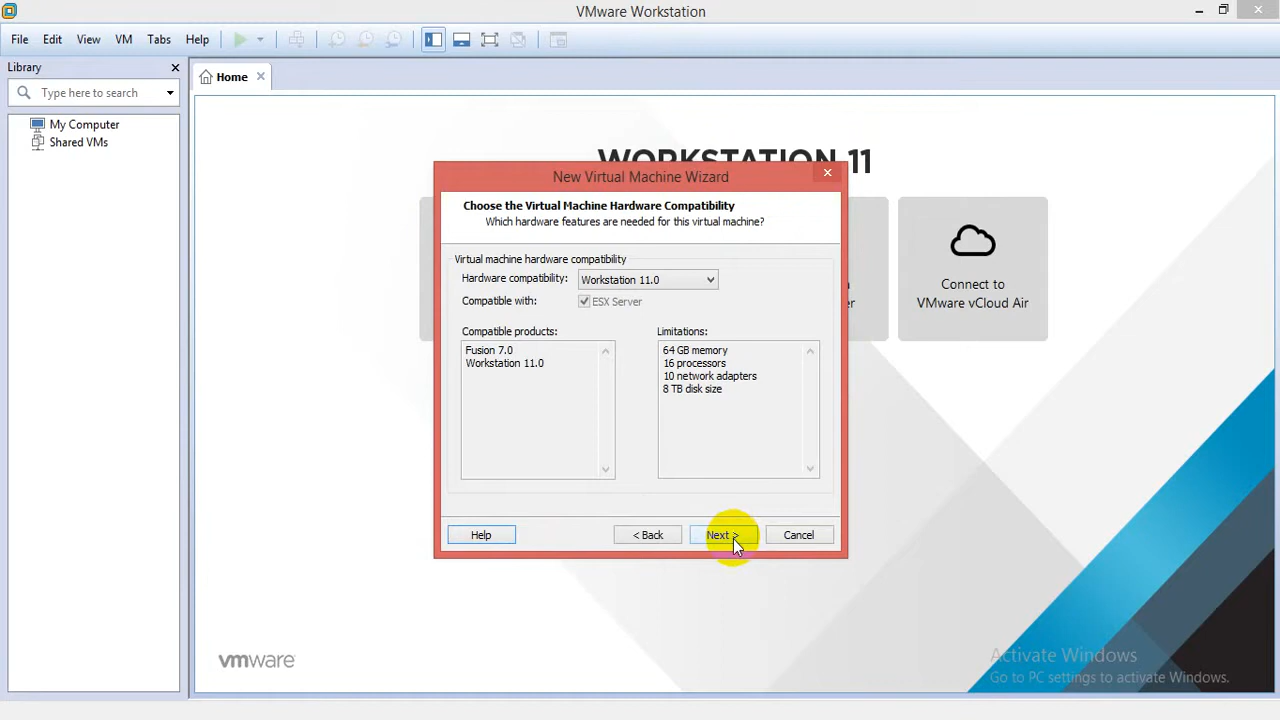 VMware Workstation
File Edit View VM Tabs Help
Library
Home
Type here to search
My Computer
Shared VMs
WORKSTATION 11
New Virtual Machine Wizard
Choose the Virtual Machine Hardware Compatibility
Which hardware features are needed for this virtual machine?
Virtual machine hardware compatibility
Hardware compatibility: Workstation 11.0
Compatible with: ESX Server
Compatible products:
Fusion 7.0
Workstation 11.0
Limitations:
64 GB memory
16 processors
10 network adapters
8 TB disk size
Help < Back Next > Cancel
Connect to
VMware vCloud Air
vmware
Activate Windows
Go to PC settings to activate Windows.